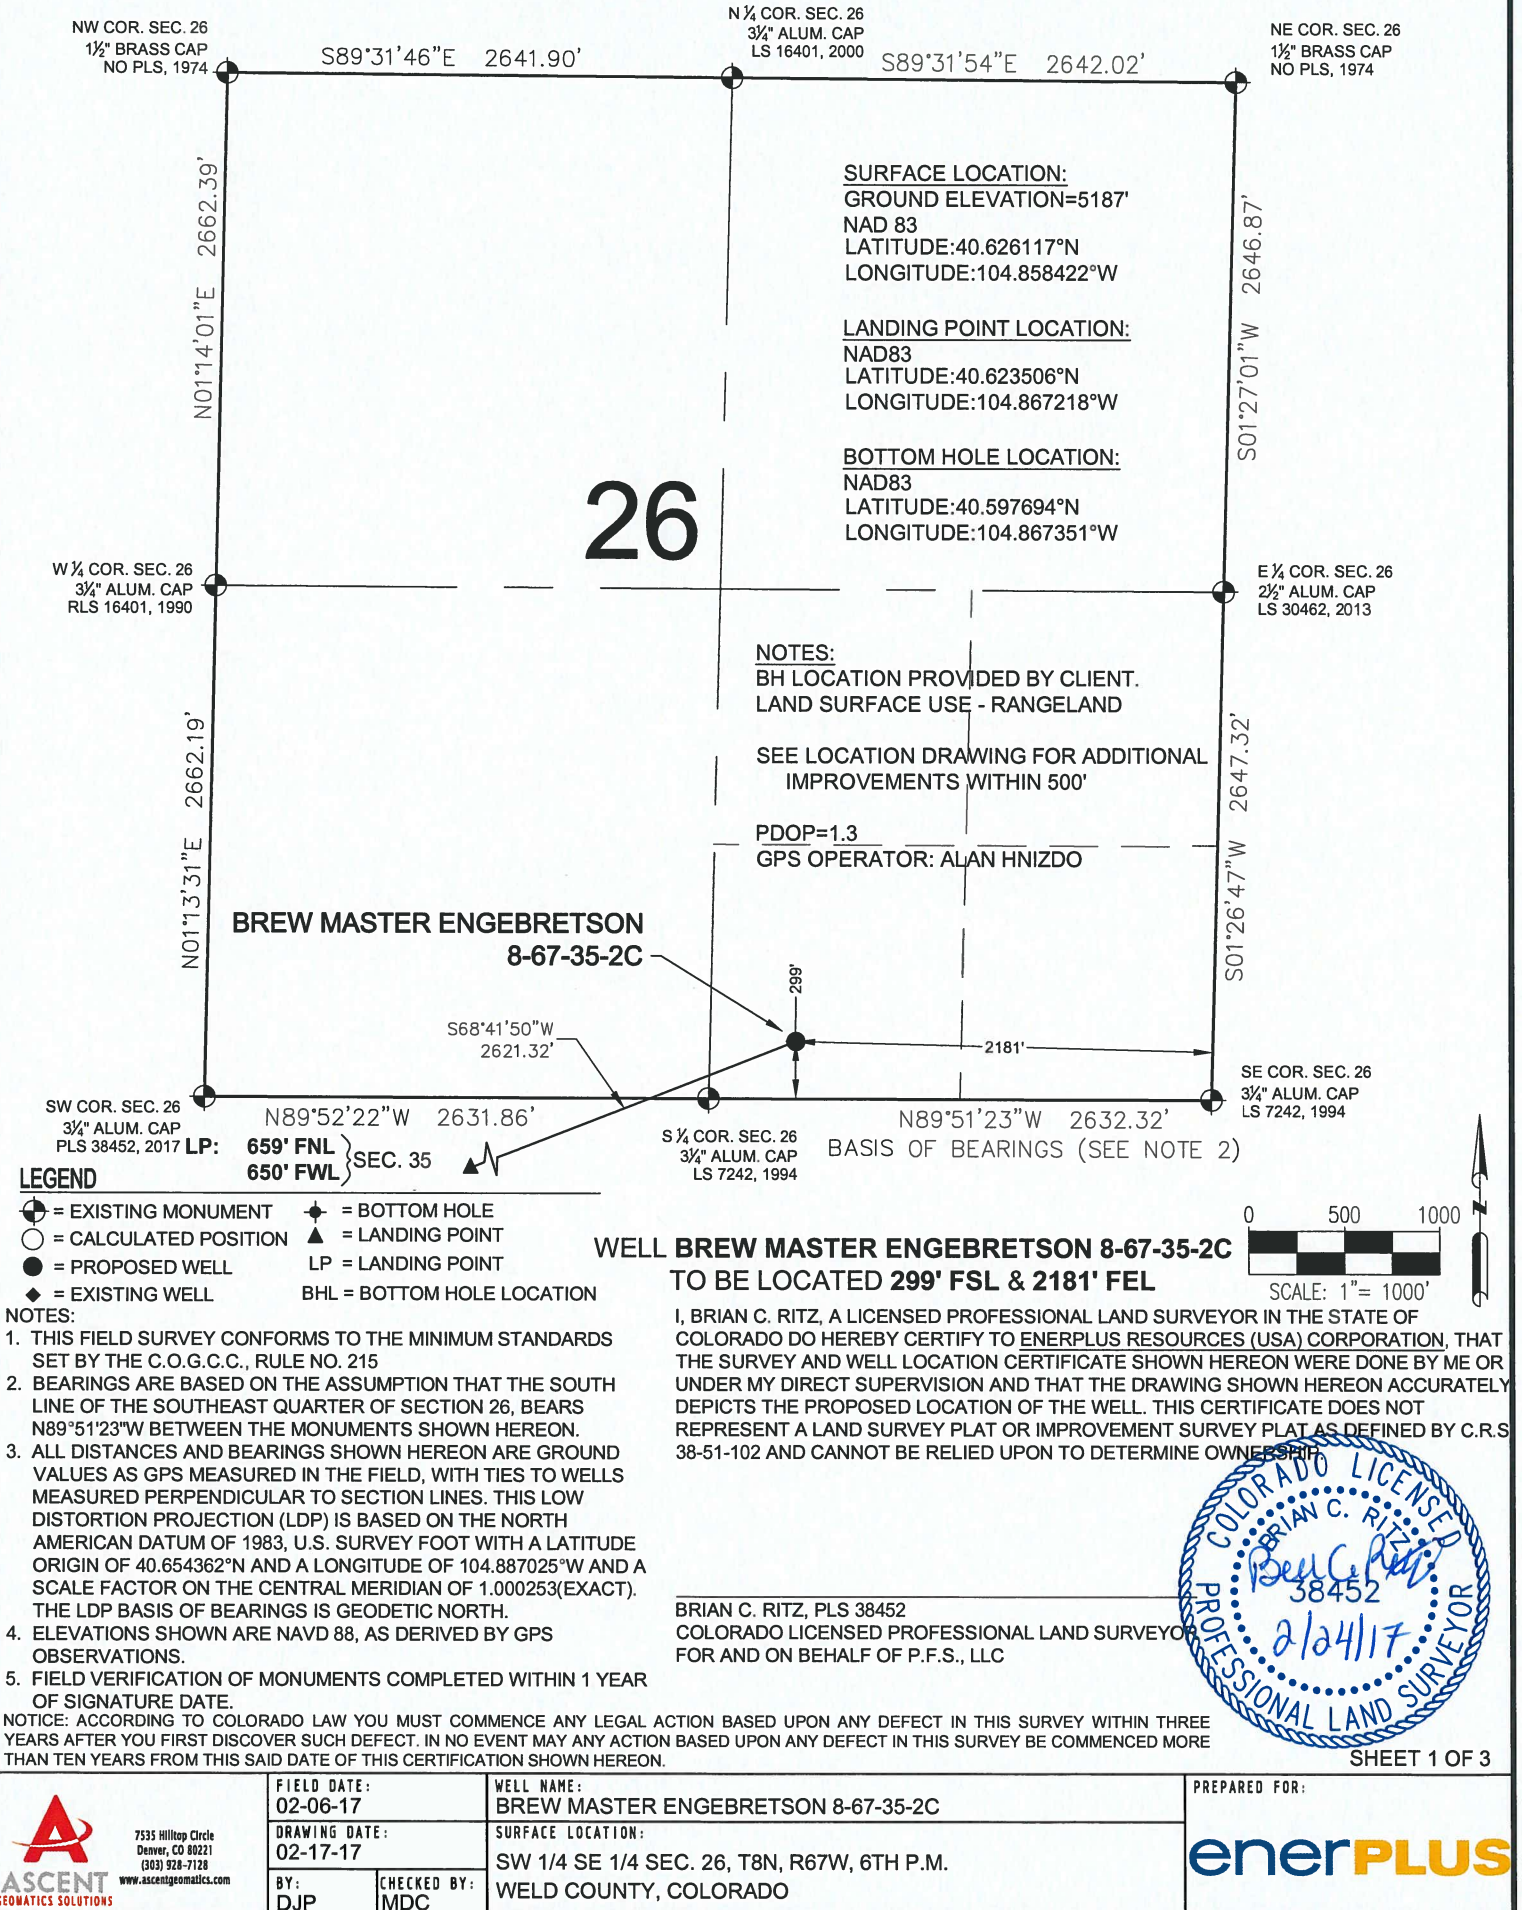 NW COR. SEC. 26
1½" BRASS CAP
NO PLS, 1974
S89°31'46"E 2641.90'
N ¼ COR. SEC. 26
3¼" ALUM. CAP
LS 16401, 2000
S89°31'54"E 2642.02'
NE COR. SEC. 26
1½" BRASS CAP
NO PLS, 1974
N01°14'01"E 2662.39'
SURFACE LOCATION:
GROUND ELEVATION=5187'
NAD 83
LATITUDE:40.626117°N
LONGITUDE:104.858422°W
LANDING POINT LOCATION:
NAD83
LATITUDE:40.623506°N
LONGITUDE:104.867218°W
BOTTOM HOLE LOCATION:
NAD83
LATITUDE:40.597694°N
LONGITUDE:104.867351°W
S01°27'01"W 2646.87'
26
W ¼ COR. SEC. 26
3¼" ALUM. CAP
RLS 16401, 1990
E ¼ COR. SEC. 26
2½" ALUM. CAP
LS 30462, 2013
NOTES:
BH LOCATION PROVIDED BY CLIENT.
LAND SURFACE USE - RANGELAND
SEE LOCATION DRAWING FOR ADDITIONAL
IMPROVEMENTS WITHIN 500'
PDOP=1.3
GPS OPERATOR: ALAN HNIZDO
N01°13'31"E 2662.19'
S01°26'47"W 2647.32'
BREW MASTER ENGEBRETSON
8-67-35-2C
299'
S68°41'50"W
2621.32'
2181'
SW COR. SEC. 26
3¼" ALUM. CAP
PLS 38452, 2017
N89°52'22"W 2631.86'
S ¼ COR. SEC. 26
3¼" ALUM. CAP
LS 7242, 1994
N89°51'23"W 2632.32'
BASIS OF BEARINGS (SEE NOTE 2)
SE COR. SEC. 26
3¼" ALUM. CAP
LS 7242, 1994
LP: 659' FNL
650' FWL
SEC. 35
LEGEND
= EXISTING MONUMENT
= BOTTOM HOLE
= CALCULATED POSITION
= LANDING POINT
= PROPOSED WELL
LP = LANDING POINT
= EXISTING WELL
BHL = BOTTOM HOLE LOCATION
WELL BREW MASTER ENGEBRETSON 8-67-35-2C
TO BE LOCATED 299' FSL & 2181' FEL
0 500 1000
SCALE: 1"= 1000'
N
NOTES:
1. THIS FIELD SURVEY CONFORMS TO THE MINIMUM STANDARDS
SET BY THE C.O.G.C.C., RULE NO. 215
2. BEARINGS ARE BASED ON THE ASSUMPTION THAT THE SOUTH
LINE OF THE SOUTHEAST QUARTER OF SECTION 26, BEARS
N89°51'23"W BETWEEN THE MONUMENTS SHOWN HEREON.
3. ALL DISTANCES AND BEARINGS SHOWN HEREON ARE GROUND
VALUES AS GPS MEASURED IN THE FIELD, WITH TIES TO WELLS
MEASURED PERPENDICULAR TO SECTION LINES. THIS LOW
DISTORTION PROJECTION (LDP) IS BASED ON THE NORTH
AMERICAN DATUM OF 1983, U.S. SURVEY FOOT WITH A LATITUDE
ORIGIN OF 40.654362°N AND A LONGITUDE OF 104.887025°W AND A
SCALE FACTOR ON THE CENTRAL MERIDIAN OF 1.000253(EXACT).
THE LDP BASIS OF BEARINGS IS GEODETIC NORTH.
4. ELEVATIONS SHOWN ARE NAVD 88, AS DERIVED BY GPS
OBSERVATIONS.
5. FIELD VERIFICATION OF MONUMENTS COMPLETED WITHIN 1 YEAR
OF SIGNATURE DATE.
I, BRIAN C. RITZ, A LICENSED PROFESSIONAL LAND SURVEYOR IN THE STATE OF
COLORADO DO HEREBY CERTIFY TO ENERPLUS RESOURCES (USA) CORPORATION, THAT
THE SURVEY AND WELL LOCATION CERTIFICATE SHOWN HEREON WERE DONE BY ME OR
UNDER MY DIRECT SUPERVISION AND THAT THE DRAWING SHOWN HEREON ACCURATELY
DEPICTS THE PROPOSED LOCATION OF THE WELL. THIS CERTIFICATE DOES NOT
REPRESENT A LAND SURVEY PLAT OR IMPROVEMENT SURVEY PLAT AS DEFINED BY C.R.S
38-51-102 AND CANNOT BE RELIED UPON TO DETERMINE OWNERSHIP.
COLORADO LICENSED
PROFESSIONAL LAND SURVEYOR
BRIAN C. RITZ
38452
2/24/17
BRIAN C. RITZ, PLS 38452
COLORADO LICENSED PROFESSIONAL LAND SURVEYOR
FOR AND ON BEHALF OF P.F.S., LLC
NOTICE: ACCORDING TO COLORADO LAW YOU MUST COMMENCE ANY LEGAL ACTION BASED UPON ANY DEFECT IN THIS SURVEY WITHIN THREE
YEARS AFTER YOU FIRST DISCOVER SUCH DEFECT. IN NO EVENT MAY ANY ACTION BASED UPON ANY DEFECT IN THIS SURVEY BE COMMENCED MORE
THAN TEN YEARS FROM THIS SAID DATE OF THIS CERTIFICATION SHOWN HEREON.
SHEET 1 OF 3
ASCENT
GEOMATICS SOLUTIONS
7535 Hilltop Circle
Denver, CO 80221
(303) 928-7128
www.ascentgeomatics.com
FIELD DATE:
02-06-17
DRAWING DATE:
02-17-17
BY:
DJP
CHECKED BY:
MDC
WELL NAME:
BREW MASTER ENGEBRETSON 8-67-35-2C
SURFACE LOCATION:
SW 1/4 SE 1/4 SEC. 26, T8N, R67W, 6TH P.M.
WELD COUNTY, COLORADO
PREPARED FOR:
enerPLUS